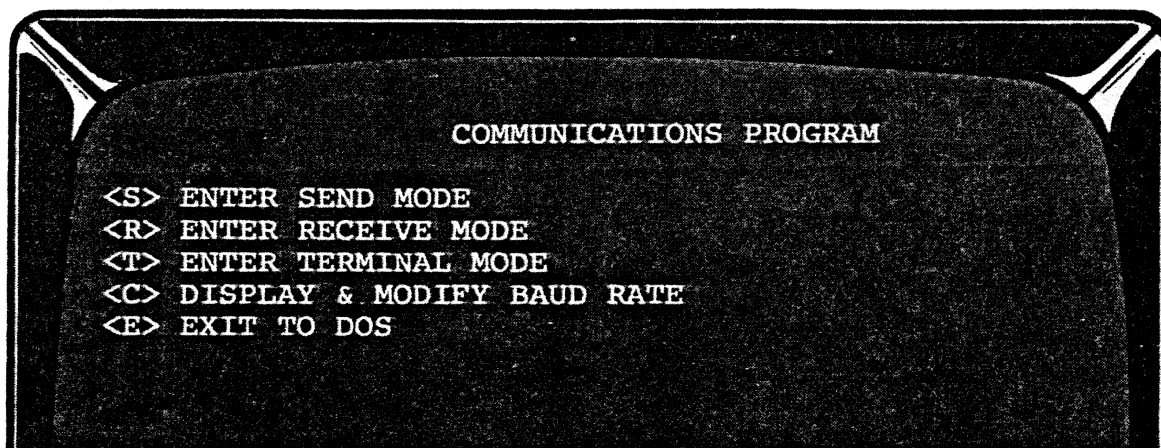 COMMUNICATIONS PROGRAM
<S> ENTER SEND MODE
<R> ENTER RECEIVE MODE
<T> ENTER TERMINAL MODE
<C> DISPLAY & MODIFY BAUD RATE
<E> EXIT TO DOS